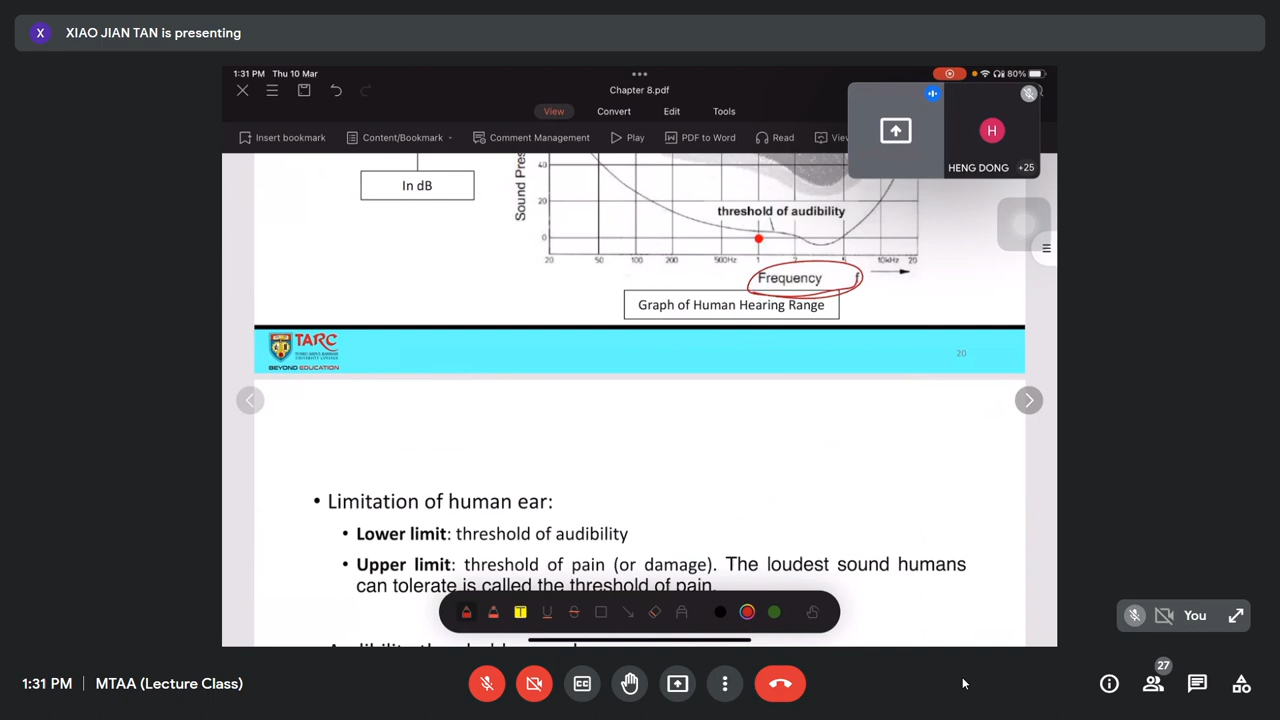 X XIAO JIAN TAN is presenting
1:31 PM Thu 10 Mar
80%
Chapter 8.pdf
View Convert Edit Tools
Insert bookmark Content/Bookmark Comment Management Play PDF to Word Read
H
HENG DONG +25
In dB
Sound Pres
40
20
0
threshold of audibility
20 50 100 200 500Hz 1 2 5 10kHz 20
Frequency f
Graph of Human Hearing Range
TARC
BEYOND EDUCATION
20
• Limitation of human ear:
• Lower limit: threshold of audibility
• Upper limit: threshold of pain (or damage). The loudest sound humans
can tolerate is called the threshold of pain.
T U S
You
1:31 PM | MTAA (Lecture Class)
CC
27